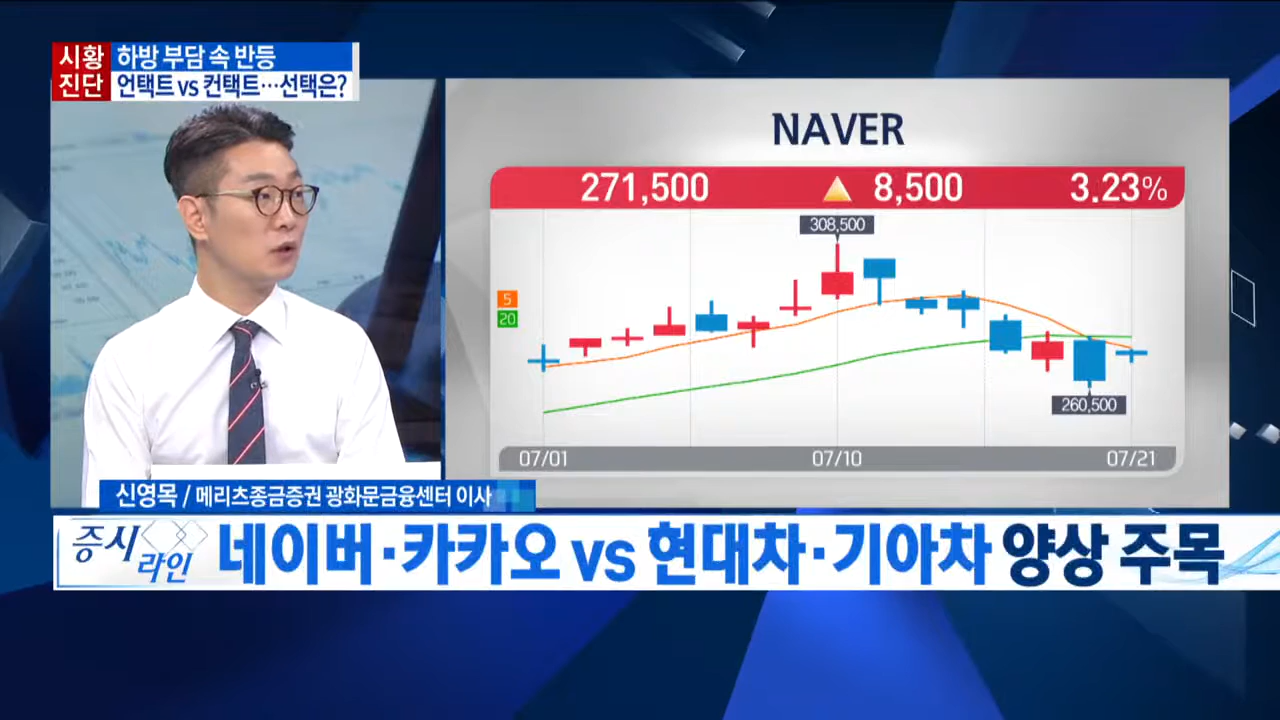 시황
진단
하방 부담 속 반등
언택트 vs 컨택트…선택은?
NAVER
271,500 ▲ 8,500 3.23%
308,500
5
20
260,500
07/01 07/10 07/21
신영목 / 메리츠종금증권 광화문금융센터 이사
증시
라인
네이버·카카오 vs 현대차·기아차 양상 주목